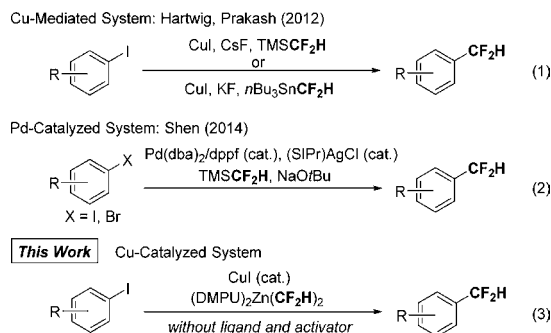 Cu-Mediated System: Hartwig, Prakash (2012)
R
I
CuI, CsF, TMSCF₂H
or
CuI, KF, nBu₃SnCF₂H
R
CF₂H
(1)
Pd-Catalyzed System: Shen (2014)
R
X
X = I, Br
Pd(dba)₂/dppf (cat.), (SIPr)AgCl (cat.)
TMSCF₂H, NaOtBu
R
CF₂H
(2)
This Work Cu-Catalyzed System
R
I
CuI (cat.)
(DMPU)₂Zn(CF₂H)₂
without ligand and activator
R
CF₂H
(3)